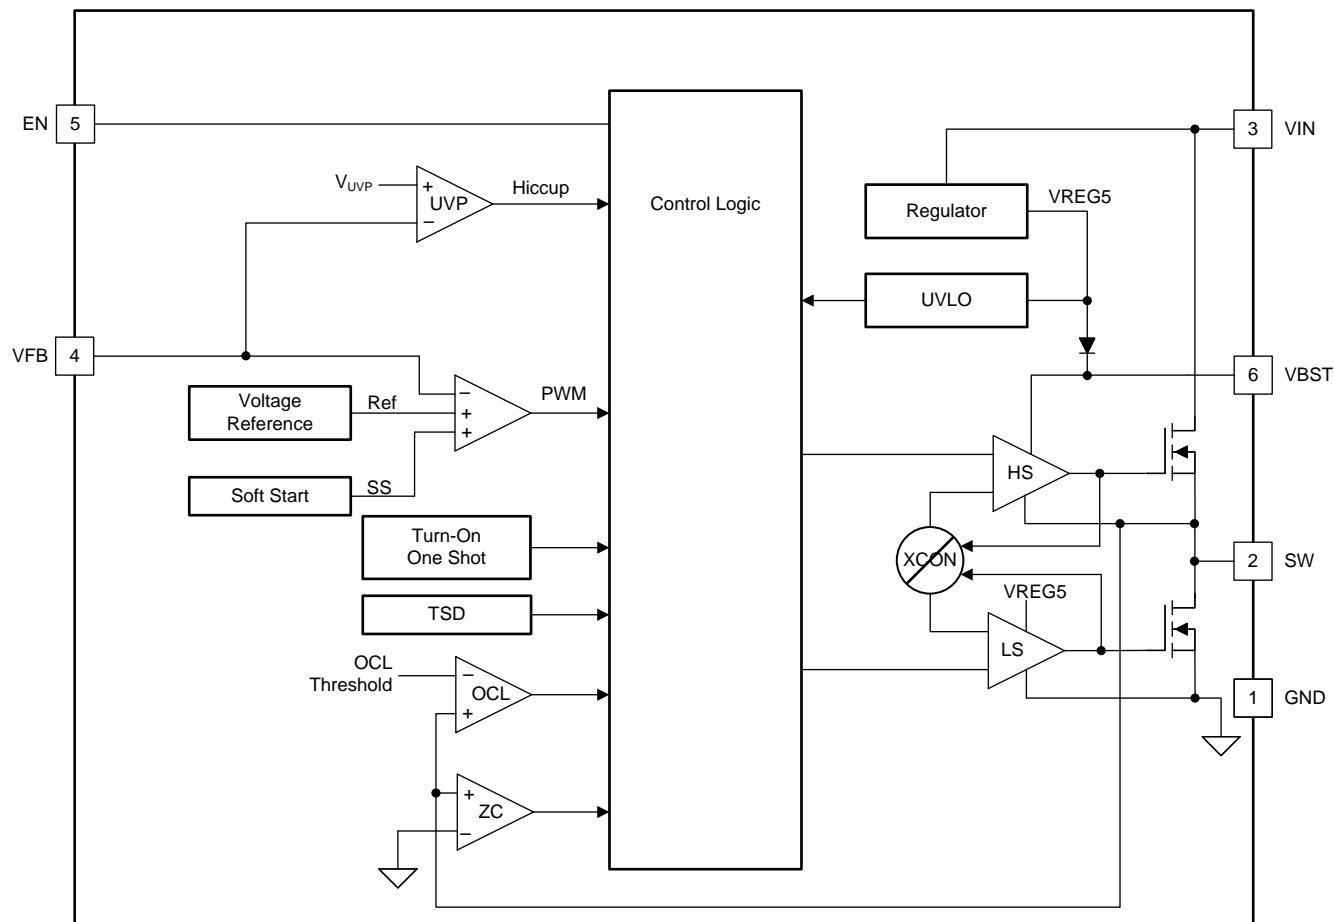 EN
5
VIN
3
V_UVP
+
UVP
−
Hiccup
Control Logic
Regulator
VREG5
UVLO
VFB
4
VBST
6
Voltage
Reference
Ref
−
+
+
PWM
Soft Start
SS
HS
Turn-On
One Shot
XCON
SW
2
TSD
VREG5
LS
OCL
Threshold
−
OCL
+
GND
1
+
ZC
−